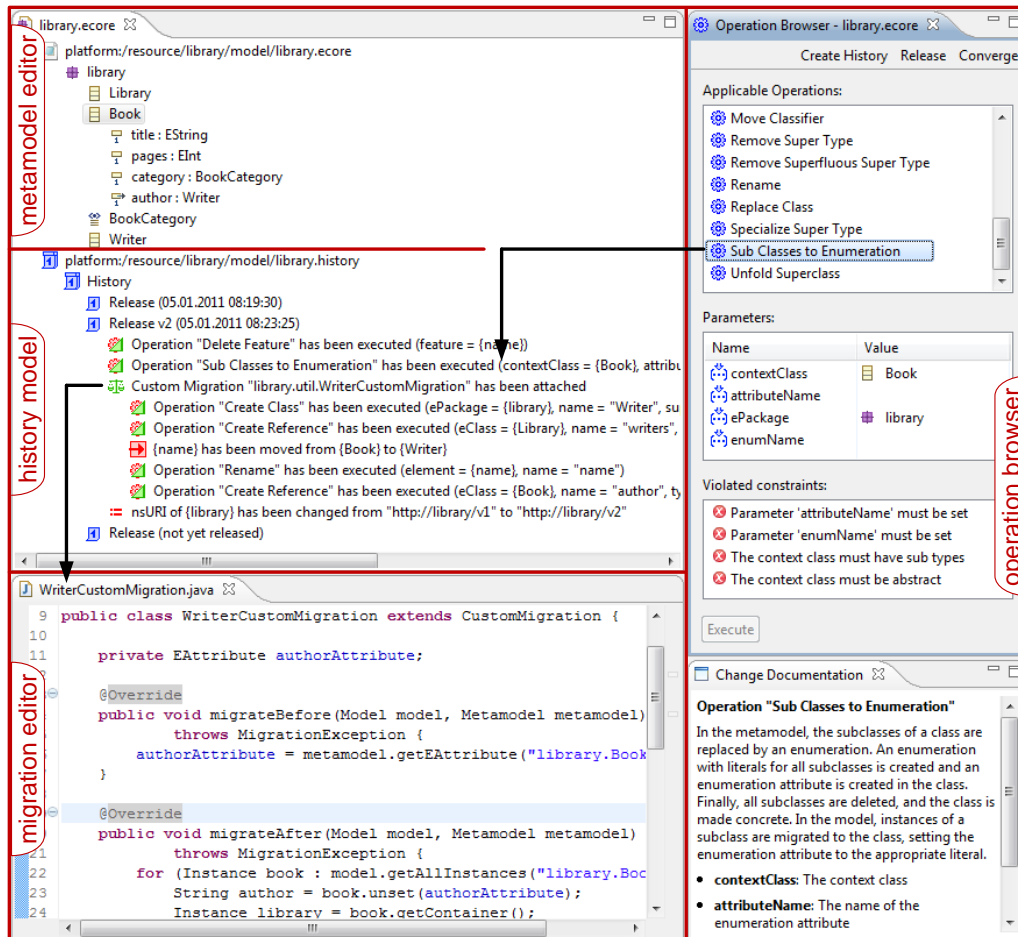 library.ecore
platform:/resource/library/model/library.ecore
library
Library
Book
title : EString
pages : EInt
category : BookCategory
author : Writer
BookCategory
Writer
metamodel editor
platform:/resource/library/model/library.history
History
Release (05.01.2011 08:19:30)
Release v2 (05.01.2011 08:23:25)
Operation "Delete Feature" has been executed (feature = {name})
Operation "Sub Classes to Enumeration" has been executed (contextClass = {Book}, attribu
Custom Migration "library.util.WriterCustomMigration" has been attached
Operation "Create Class" has been executed (ePackage = {library}, name = "Writer", su
Operation "Create Reference" has been executed (eClass = {Library}, name = "writers",
{name} has been moved from {Book} to {Writer}
Operation "Rename" has been executed (element = {name}, name = "name")
Operation "Create Reference" has been executed (eClass = {Book}, name = "author", ty
nsURI of {library} has been changed from "http://library/v1" to "http://library/v2"
Release (not yet released)
history model
WriterCustomMigration.java
9 public class WriterCustomMigration extends CustomMigration {
10
11 private EAttribute authorAttribute;
@Override
public void migrateBefore(Model model, Metamodel metamodel)
throws MigrationException {
authorAttribute = metamodel.getEAttribute("library.Book
}
@Override
public void migrateAfter(Model model, Metamodel metamodel)
21 throws MigrationException {
22 for (Instance book : model.getAllInstances("library.Boo
23 String author = book.unset(authorAttribute);
24 Instance library = book.getContainer();
migration editor
Operation Browser - library.ecore
Create History Release Converge
Applicable Operations:
Move Classifier
Remove Super Type
Remove Superfluous Super Type
Rename
Replace Class
Specialize Super Type
Sub Classes to Enumeration
Unfold Superclass
Parameters:
Name Value
contextClass Book
attributeName
ePackage library
enumName
Violated constraints:
Parameter 'attributeName' must be set
Parameter 'enumName' must be set
The context class must have sub types
The context class must be abstract
Execute
operation browser
Change Documentation
Operation "Sub Classes to Enumeration"
In the metamodel, the subclasses of a class are
replaced by an enumeration. An enumeration
with literals for all subclasses is created and an
enumeration attribute is created in the class.
Finally, all subclasses are deleted, and the class is
made concrete. In the model, instances of a
subclass are migrated to the class, setting the
enumeration attribute to the appropriate literal.
• contextClass: The context class
• attributeName: The name of the
enumeration attribute